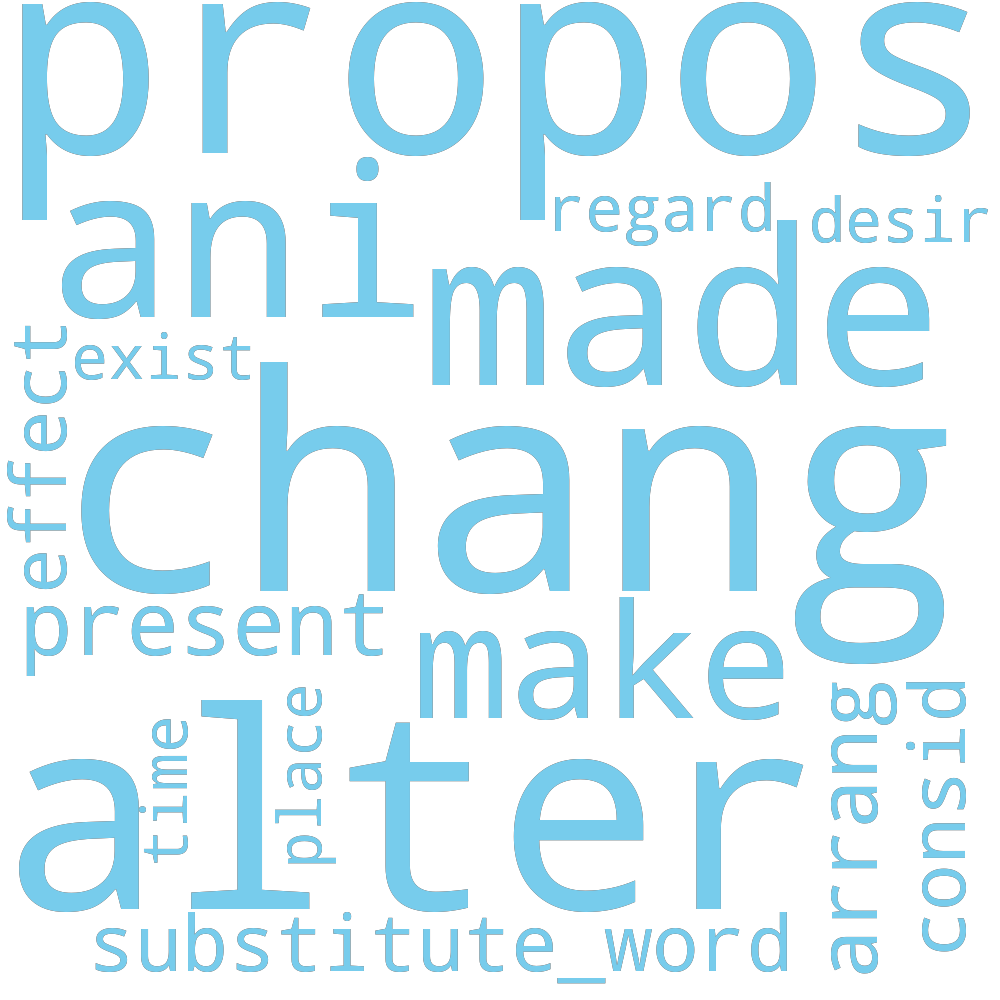 propos
ani
regard
desir
made
exist
effect
chang
present
make
alter
time
place
arrang
consid
substitute_word